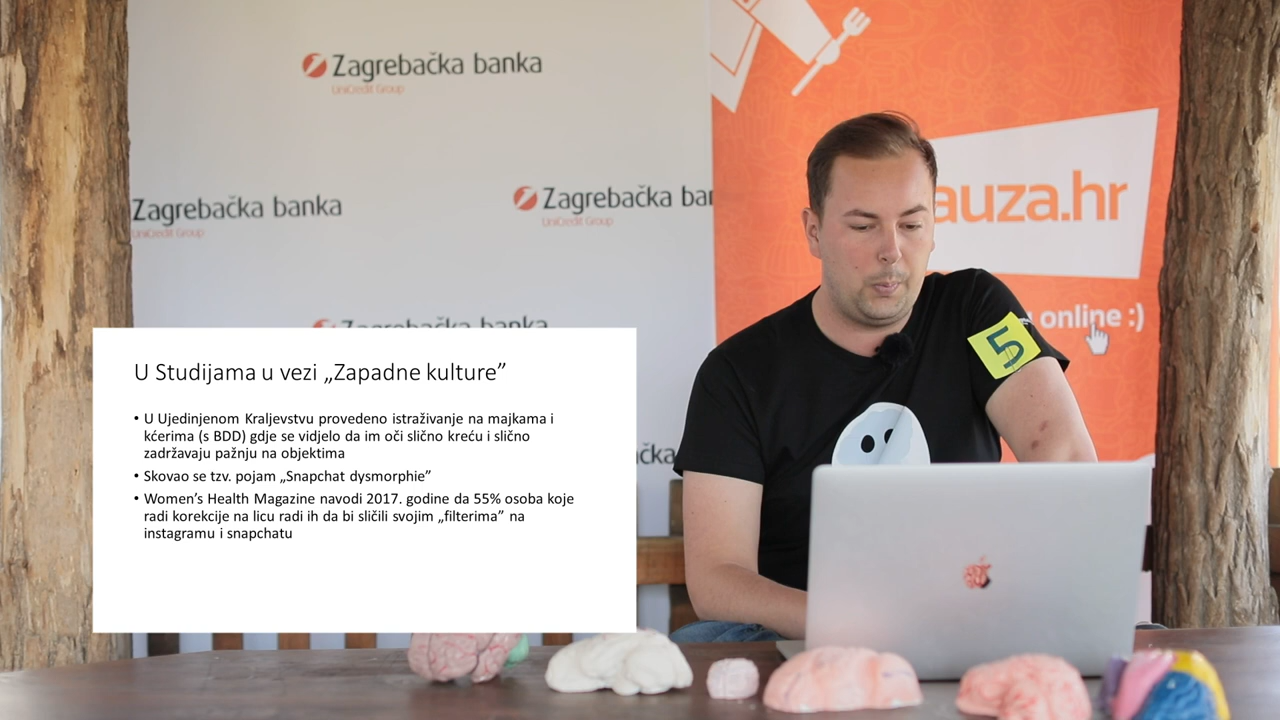 Zagrebačka banka
UniCredit Group
Zagrebačka banka
UniCredit Group
Zagrebačka
UniCredit Group
Zagrebačka banka
auza.hr
online :)
5
U Studijama u vezi „Zapadne kulture”
• U Ujedinjenom Kraljevstvu provedeno istraživanje na majkama i
kćerima (s BDD) gdje se vidjelo da im oči slično kreću i slično
zadržavaju pažnju na objektima
• Skovao se tzv. pojam „Snapchat dysmorphie”
• Women’s Health Magazine navodi 2017. godine da 55% osoba koje
radi korekcije na licu radi ih da bi sličili svojim „filterima” na
instagramu i snapchatu